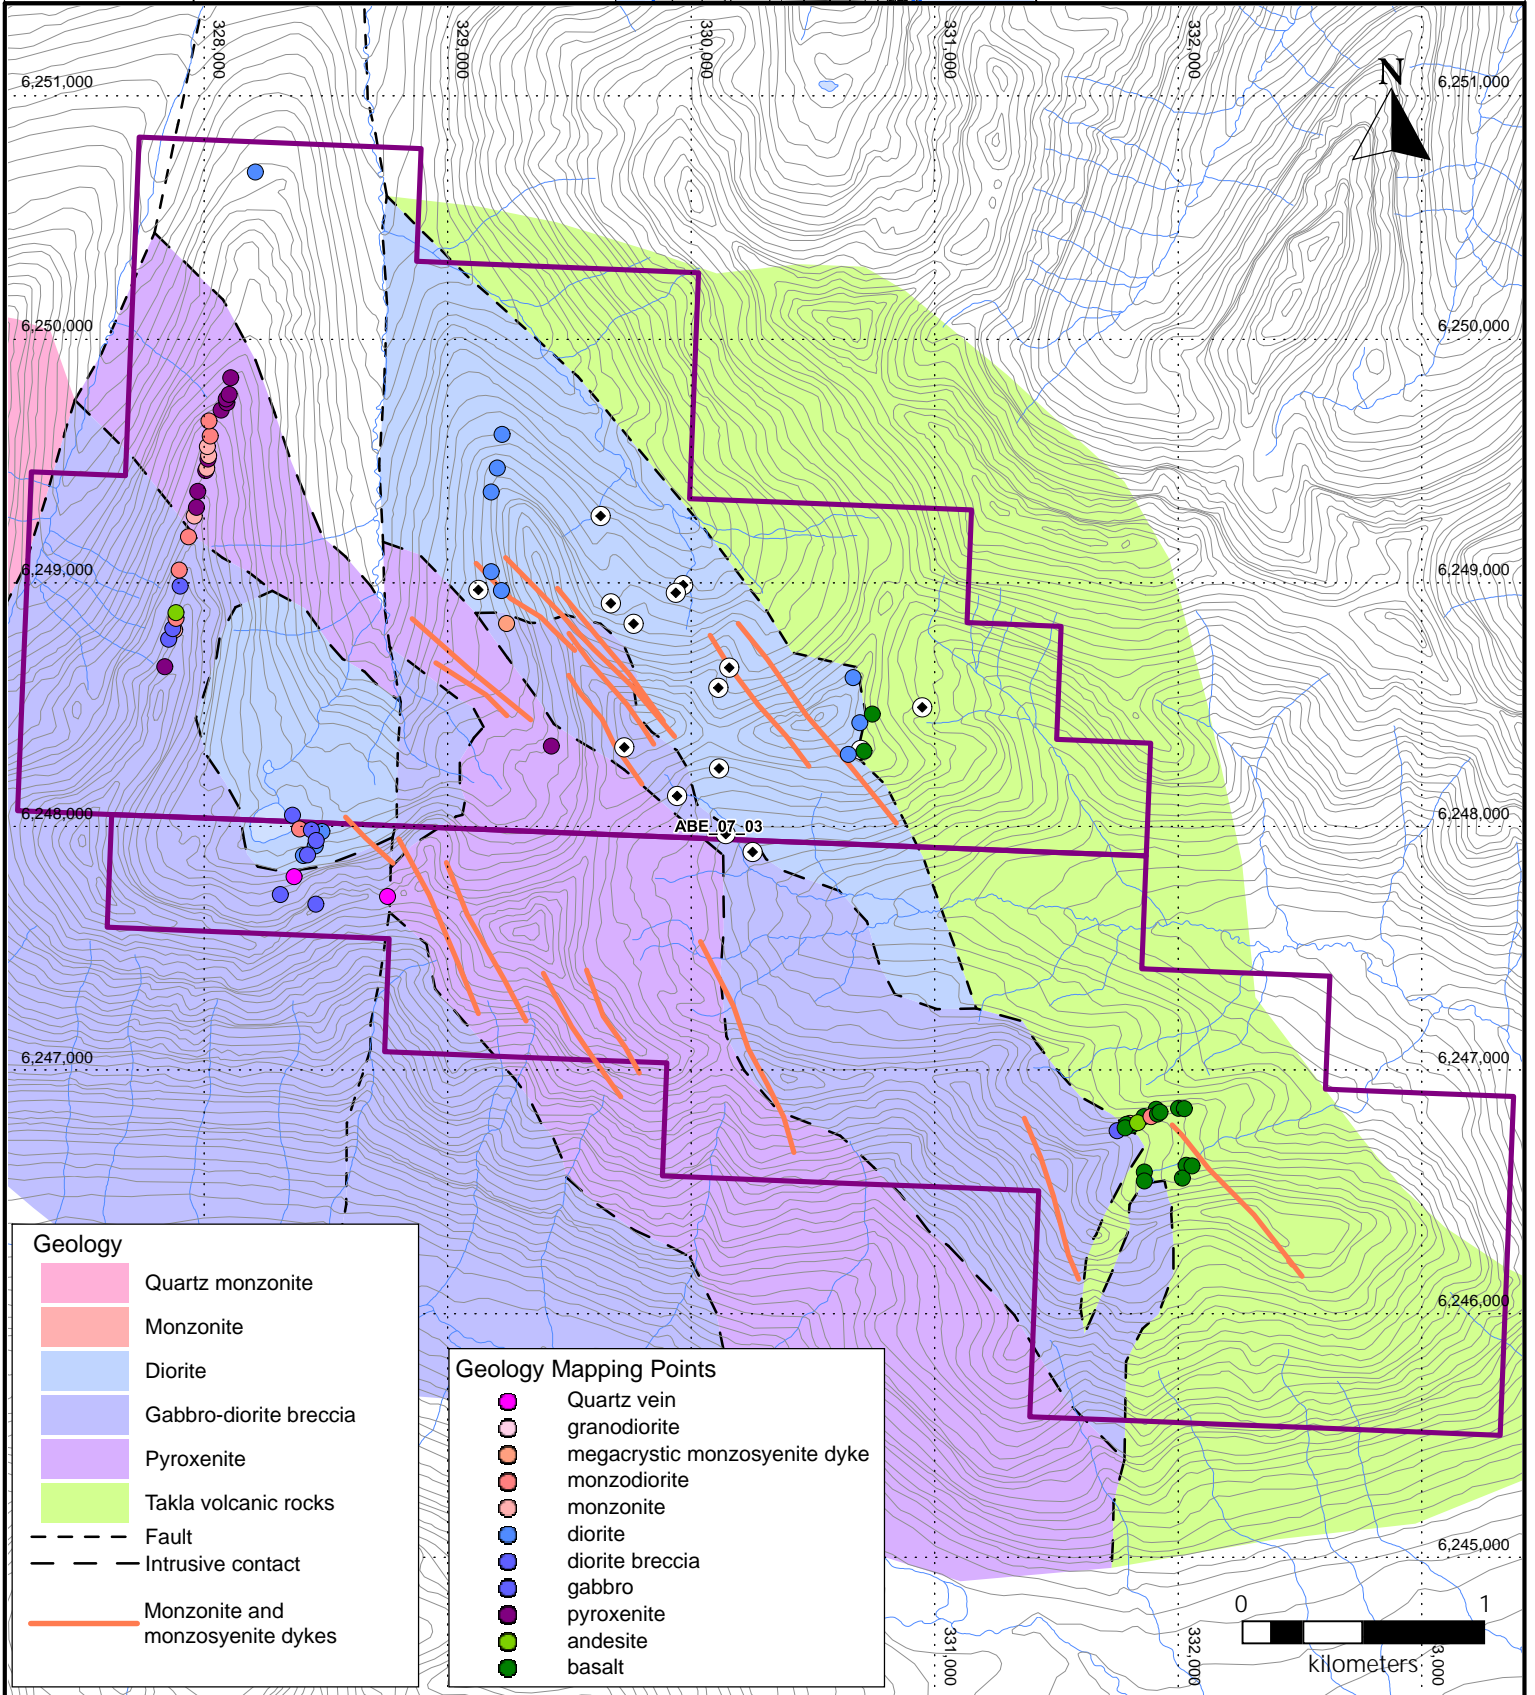 328,000
329,000
330,000
331,000
332,000
N
6,251,000
6,251,000
6,250,000
6,250,000
6,249,000
6,249,000
6,248,000
6,248,000
ABE_07_03
6,247,000
6,247,000
6,246,000
6,245,000
Geology
Quartz monzonite
Monzonite
Diorite
Gabbro-diorite breccia
Pyroxenite
Takla volcanic rocks
Fault
Intrusive contact
Monzonite and
monzosyenite dykes
Geology Mapping Points
Quartz vein
granodiorite
megacrystic monzosyenite dyke
monzodiorite
monzonite
diorite
diorite breccia
gabbro
pyroxenite
andesite
basalt
331,000
332,000
3,000
0 1
kilometers